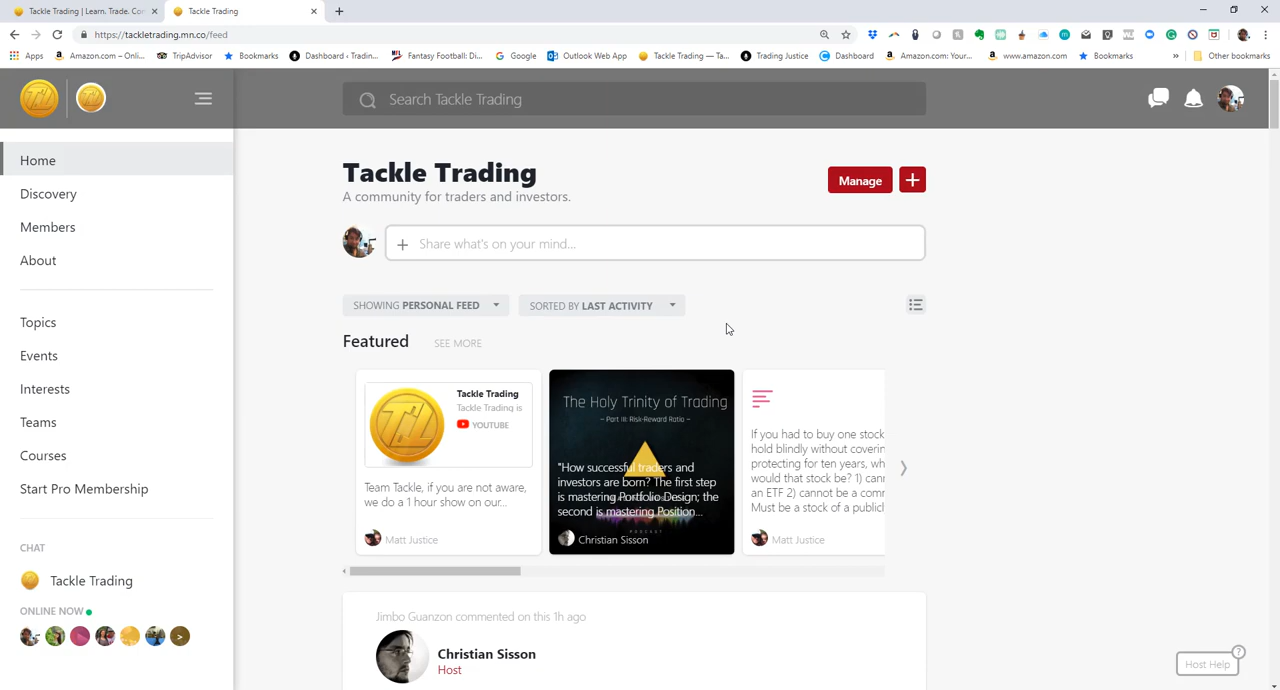 Tackle Trading | Learn. Trade. Con
Tackle Trading
https://tackletrading.mn.co/feed
Apps
Amazon.com – Onli...
TripAdvisor
Bookmarks
Dashboard ‹ Tradin...
Fantasy Football: Di...
Google
Outlook Web App
Tackle Trading — Ta...
Trading Justice
Dashboard
Amazon.com: Your...
www.amazon.com
Bookmarks
»
Other bookmarks
Search Tackle Trading
Home
Discovery
Members
About
Topics
Events
Interests
Teams
Courses
Start Pro Membership
CHAT
Tackle Trading
ONLINE NOW
>
Tackle Trading
A community for traders and investors.
Manage
+
+ Share what's on your mind...
SHOWING PERSONAL FEED
SORTED BY LAST ACTIVITY
Featured
SEE MORE
TL
Tackle Trading
Tackle Trading is
YOUTUBE
Team Tackle, if you are not aware,
we do a 1 hour show on our...
Matt Justice
The Holy Trinity of Trading
– Part III: Risk-Reward Ratio –
"How successful traders and
investors are born? The first step
is mastering Portfolio Design; the
second is mastering Position...
PODCAST
Christian Sisson
If you had to buy one stock
hold blindly without coverin
protecting for ten years, wh
would that stock be? 1) cann
an ETF 2) cannot be a comm
Must be a stock of a publicl
Matt Justice
Jimbo Guanzon commented on this 1h ago
Christian Sisson
Host
Host Help
?